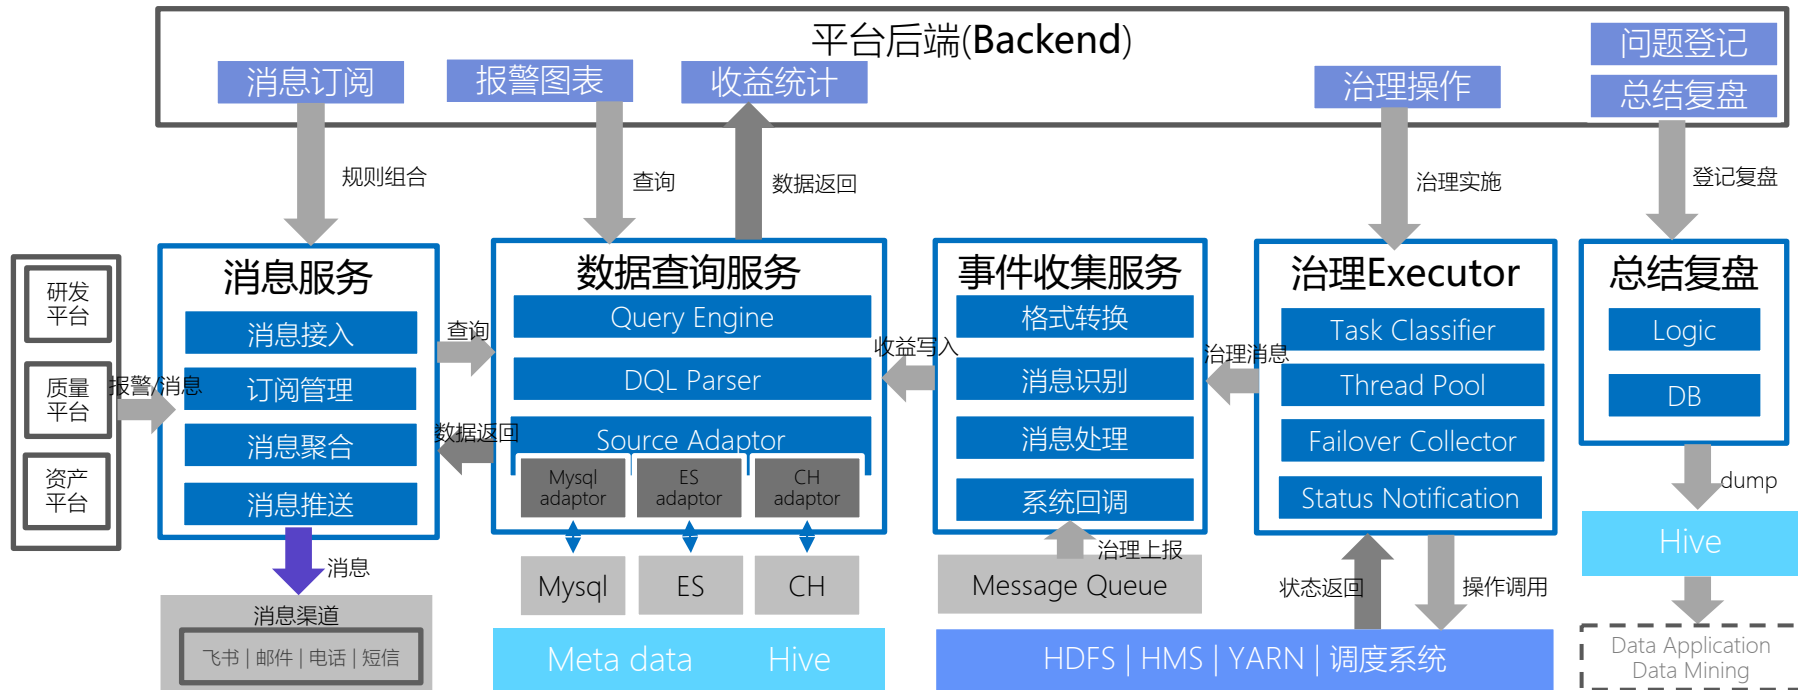 平台后端(Backend)
消息订阅
报警图表
收益统计
治理操作
问题登记
总结复盘
规则组合
查询
数据返回
治理实施
登记复盘
研发
平台
质量
平台
资产
平台
报警/消息
消息服务
消息接入
订阅管理
消息聚合
消息推送
查询
数据返回
数据查询服务
Query Engine
DQL Parser
Source Adaptor
Mysql
adaptor
ES
adaptor
CH
adaptor
收益写入
事件收集服务
格式转换
消息识别
消息处理
系统回调
治理消息
治理Executor
Task Classifier
Thread Pool
Failover Collector
Status Notification
总结复盘
Logic
DB
dump
消息
消息渠道
飞书 | 邮件 | 电话 | 短信
Mysql
ES
CH
Meta data
Hive
治理上报
Message Queue
状态返回
操作调用
HDFS | HMS | YARN | 调度系统
Hive
Data Application
Data Mining